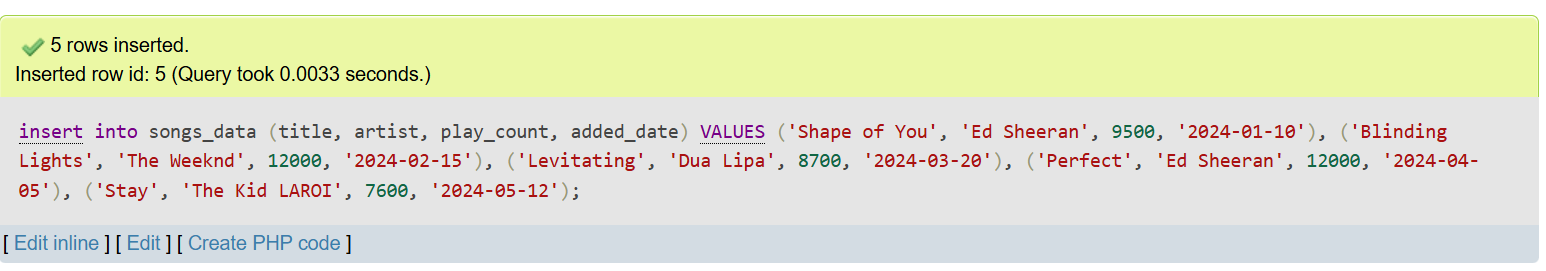 5 rows inserted.
Inserted row id: 5 (Query took 0.0033 seconds.)
insert into songs_data (title, artist, play_count, added_date) VALUES ('Shape of You', 'Ed Sheeran', 9500, '2024-01-10'), ('Blinding
Lights', 'The Weeknd', 12000, '2024-02-15'), ('Levitating', 'Dua Lipa', 8700, '2024-03-20'), ('Perfect', 'Ed Sheeran', 12000, '2024-04-
05'), ('Stay', 'The Kid LAROI', 7600, '2024-05-12');
[ Edit inline ] [ Edit ] [ Create PHP code ]